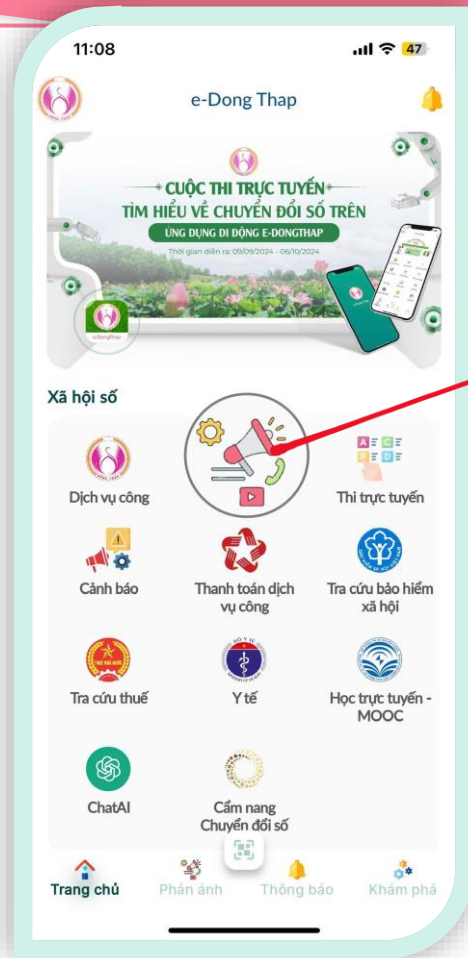 11:08
47
e-Dong Thap
CUỘC THI TRỰC TUYẾN
TÌM HIỂU VỀ CHUYỂN ĐỔI SỐ TRÊN
ỨNG DỤNG DI ĐỘNG E-DONGTHAP
Thời gian diễn ra: 09/09/2024 - 06/10/2024
e-DongThap
Xã hội số
Dịch vụ công
Thi trực tuyến
Cảnh báo
Thanh toán dịch
vụ công
Tra cứu bảo hiểm
xã hội
Tra cứu thuế
Y tế
Học trực tuyến -
MOOC
ChatAI
Cẩm nang
Chuyển đổi số
Trang chủ
Phản ánh
Thông báo
Khám phá